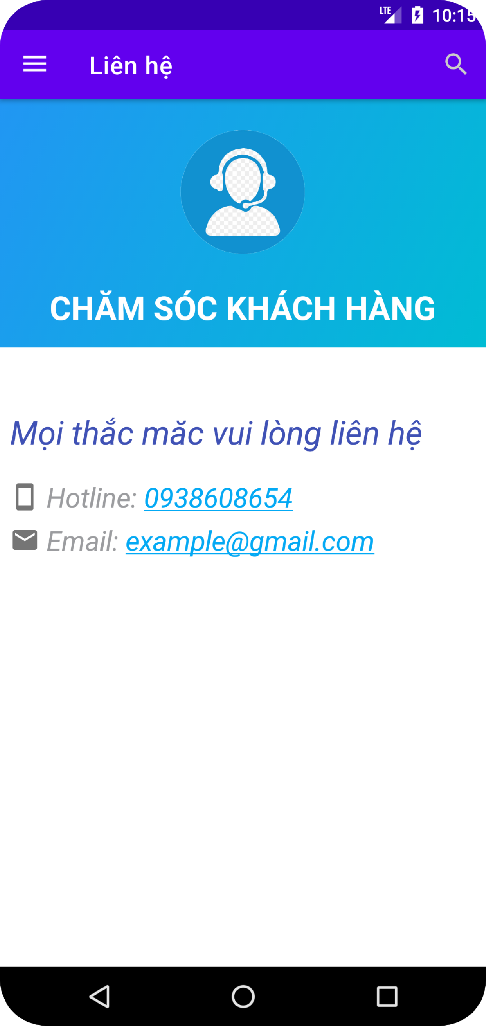 LTE 10:15
Liên hệ
CHĂM SÓC KHÁCH HÀNG
Mọi thắc măc vui lòng liên hệ
Hotline: 0938608654
Email: example@gmail.com